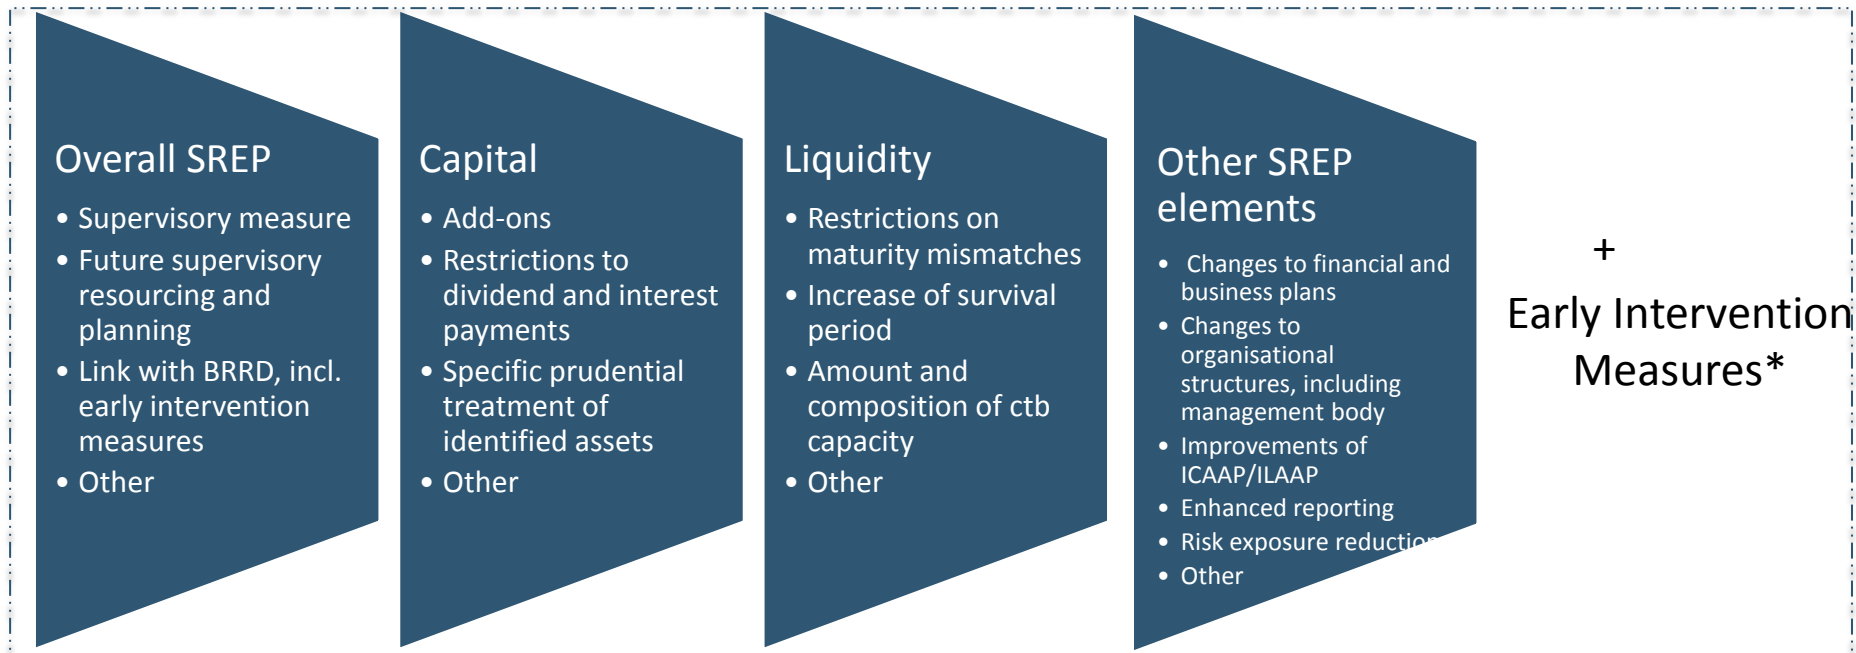 Overall SREP
• Supervisory measure
• Future supervisory
resourcing and
planning
• Link with BRRD, incl.
early intervention
measures
• Other
Capital
• Add-ons
• Restrictions to
dividend and interest
payments
• Specific prudential
treatment of
identified assets
• Other
Liquidity
• Restrictions on
maturity mismatches
• Increase of survival
period
• Amount and
composition of ctb
capacity
• Other
Other SREP
elements
• Changes to financial and
business plans
• Changes to
organisational
structures, including
management body
• Improvements of
ICAAP/ILAAP
• Enhanced reporting
• Risk exposure reduction
• Other
+
Early Intervention
Measures*